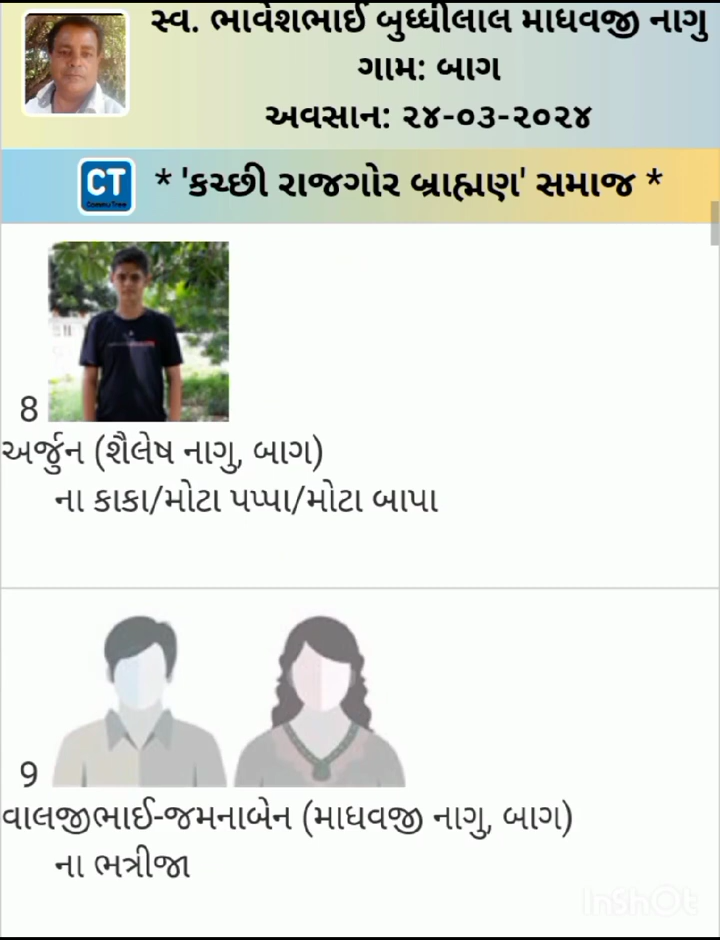 સ્વ. ભાવેશભાઈ બુધ્ધીલાલ માધવજી નાગુ
ગામ: બાગ
અવસાન: ૨૪-૦૩-૨૦૨૪
CT
CommuTree
* 'કચ્છી રાજગોર બ્રાહ્મણ' સમાજ *
8
અર્જુન (શૈલેષ નાગુ, બાગ)
ના કાકા/મોટા પપ્પા/મોટા બાપા
9
વાલજીભાઈ-જમનાબેન (માધવજી નાગુ, બાગ)
ના ભત્રીજા
InShOt